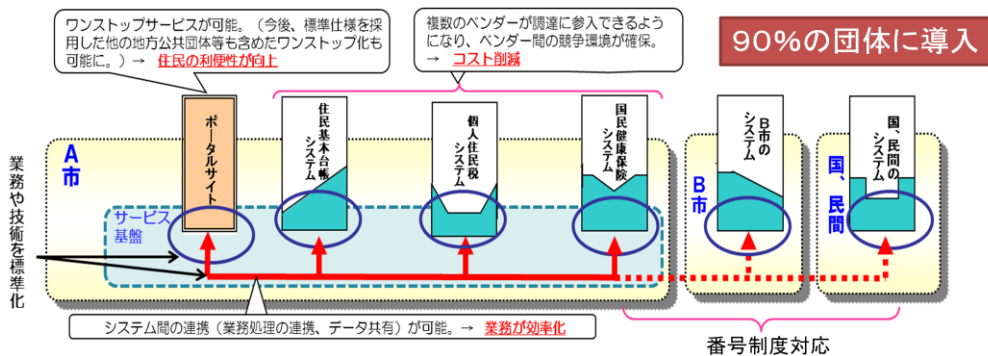 ワンストップサービスが可能。（今後、標準仕様を採
用した他の地方公共団体等も含めたワンストップ化も
可能に。）→ 住民の利便性が向上
複数のベンダーが調達に参入できるよう
になり、ベンダー間の競争環境が確保。
→ コスト削減
90%の団体に導入
業務や技術を標準化
A市
ポータルサイト
住民基本台帳
システム
個人住民税
システム
国民健康保険
システム
B市の
システム
国、民間の
システム
B市
国、民間
サービス
基盤
システム間の連携（業務処理の連携、データ共有）が可能。→ 業務が効率化
番号制度対応